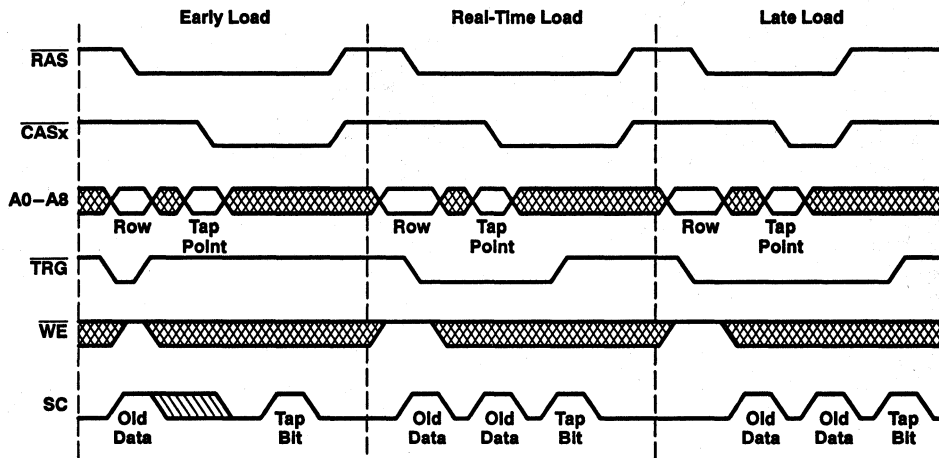 Early Load Real-Time Load Late Load
RAS
CASx
A0–A8
Row Tap Point Row Tap Point Row Tap Point
TRG
WE
SC
Old Data Tap Bit Old Data Old Data Tap Bit Old Data Old Data Tap Bit